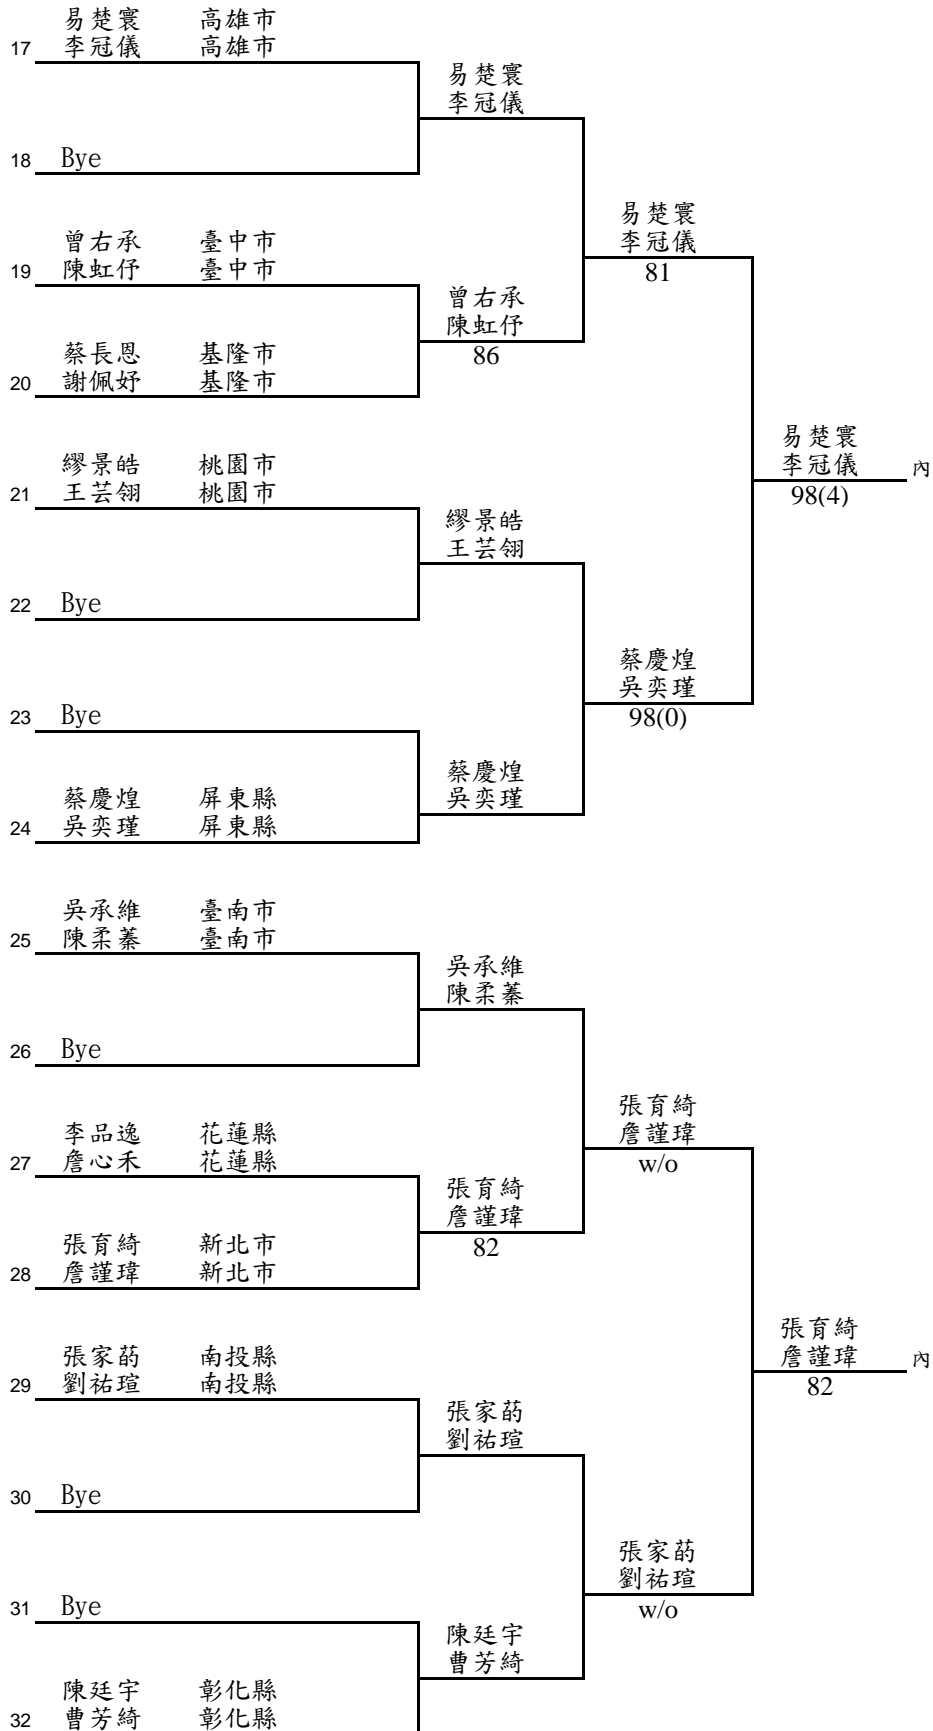 易楚寰 高雄市
17 李冠儀 高雄市
易楚寰
李冠儀
18 Bye
易楚寰
李冠儀
81
曾右承 臺中市
19 陳虹伃 臺中市
曾右承
陳虹伃
86
蔡長恩 基隆市
20 謝佩妤 基隆市
易楚寰
李冠儀 內
98(4)
繆景皓 桃園市
21 王芸翎 桃園市
繆景皓
王芸翎
22 Bye
蔡慶煌
吳奕瑾
98(0)
23 Bye
蔡慶煌
吳奕瑾
蔡慶煌 屏東縣
24 吳奕瑾 屏東縣
吳承維 臺南市
25 陳柔蓁 臺南市
吳承維
陳柔蓁
26 Bye
張育綺
詹謹瑋
w/o
李品逸 花蓮縣
27 詹心禾 花蓮縣
張育綺
詹謹瑋
82
張育綺 新北市
28 詹謹瑋 新北市
張育綺
詹謹瑋 內
82
張家荺 南投縣
29 劉祐瑄 南投縣
張家荺
劉祐瑄
30 Bye
張家荺
劉祐瑄
w/o
31 Bye
陳廷宇
曹芳綺
陳廷宇 彰化縣
32 曹芳綺 彰化縣